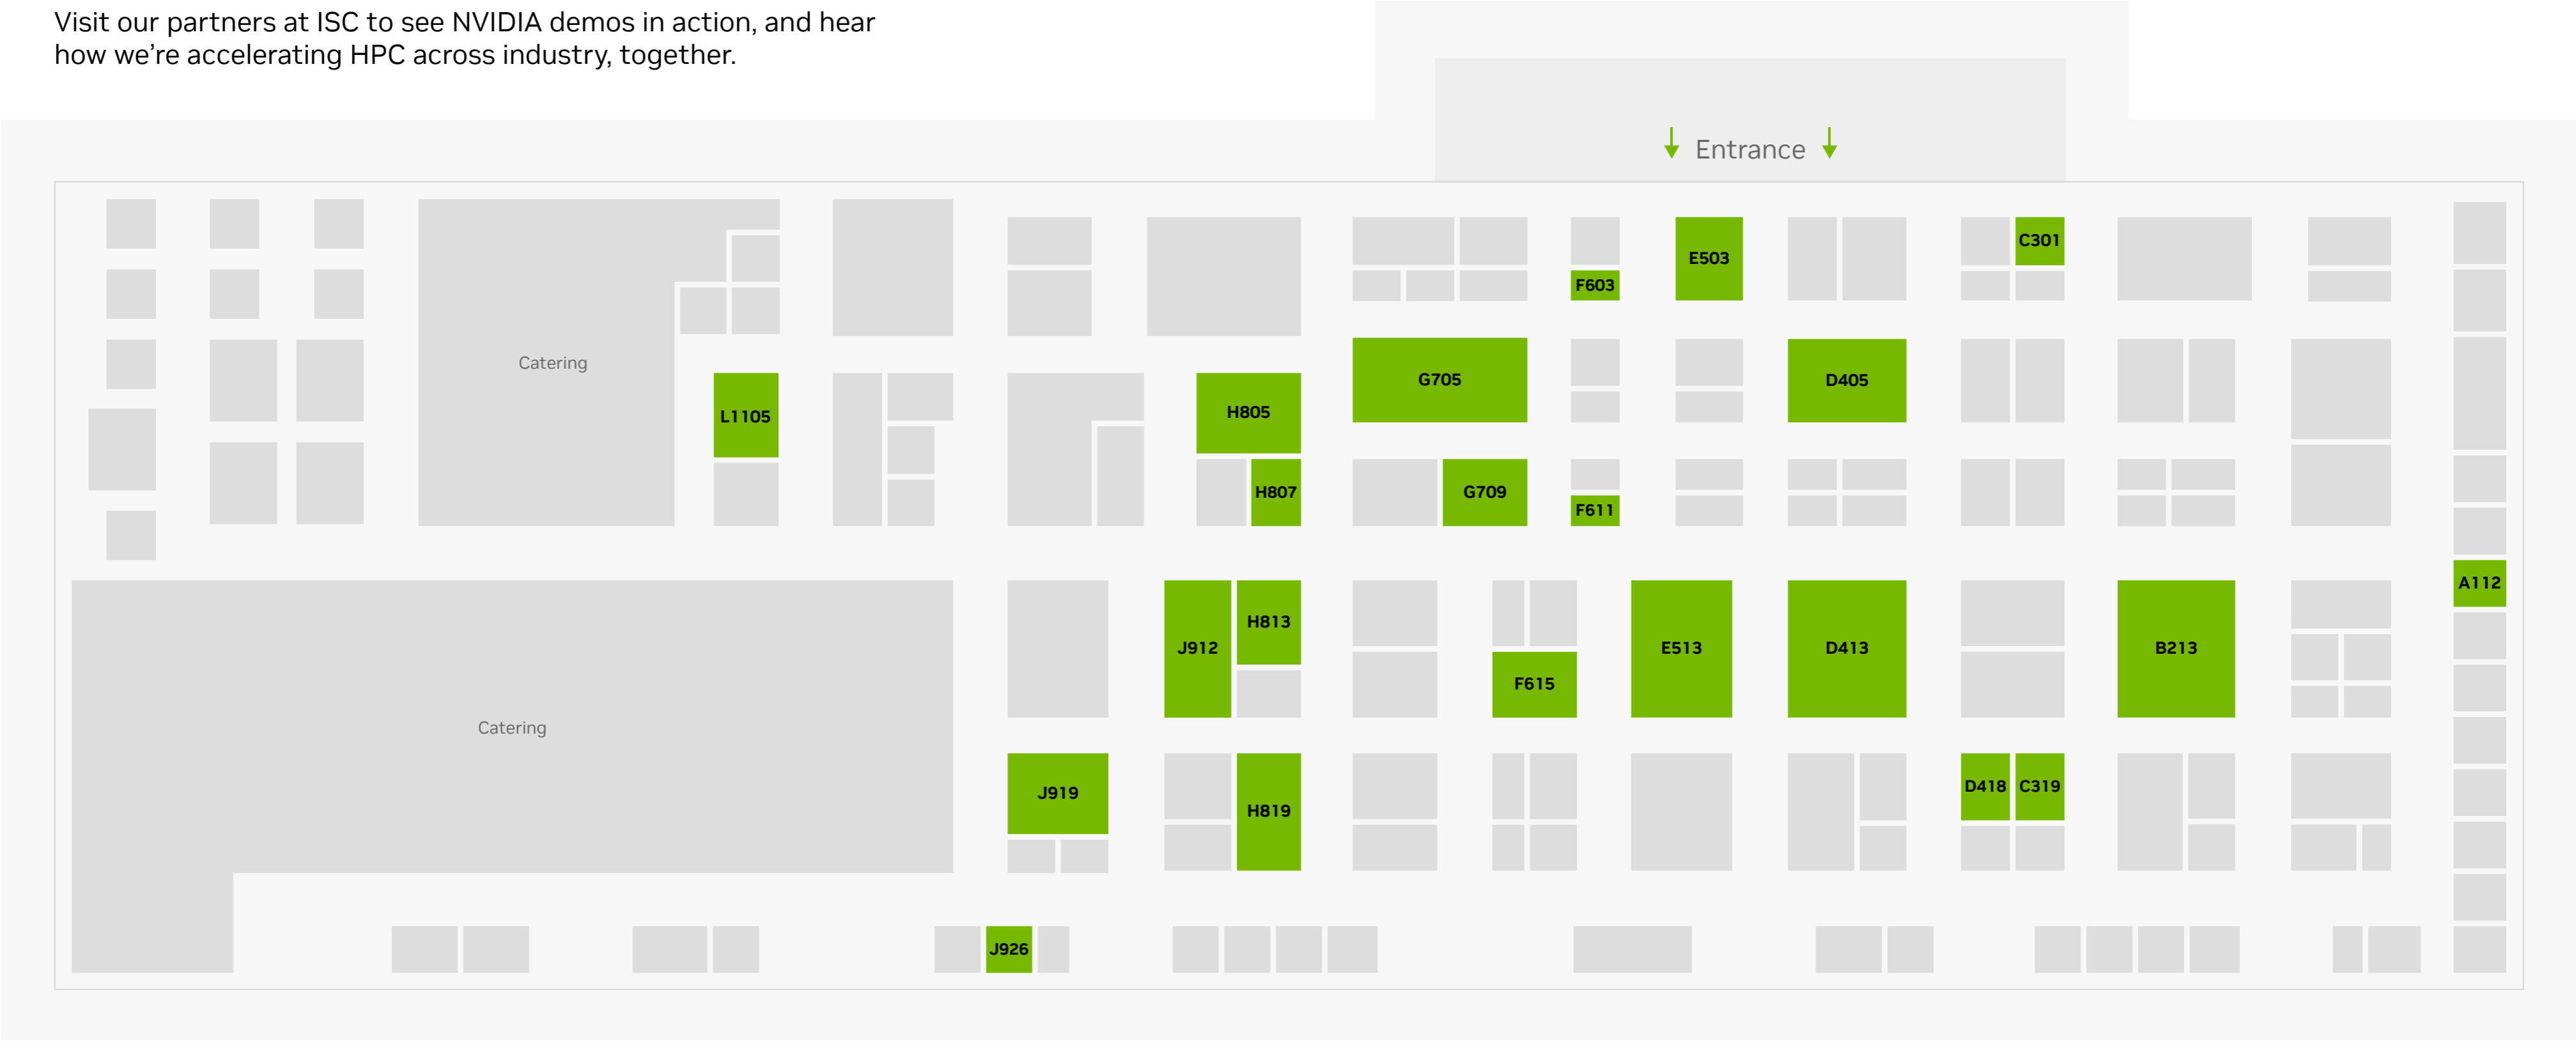 Visit our partners at ISC to see NVIDIA demos in action, and hear
how we’re accelerating HPC across industry, together.
Entrance
C301
E503
F603
Catering
G705
D405
H805
L1105
H807
G709
F611
A112
H813
J912
E513
D413
B213
F615
Catering
D418
C319
J919
H819
J926